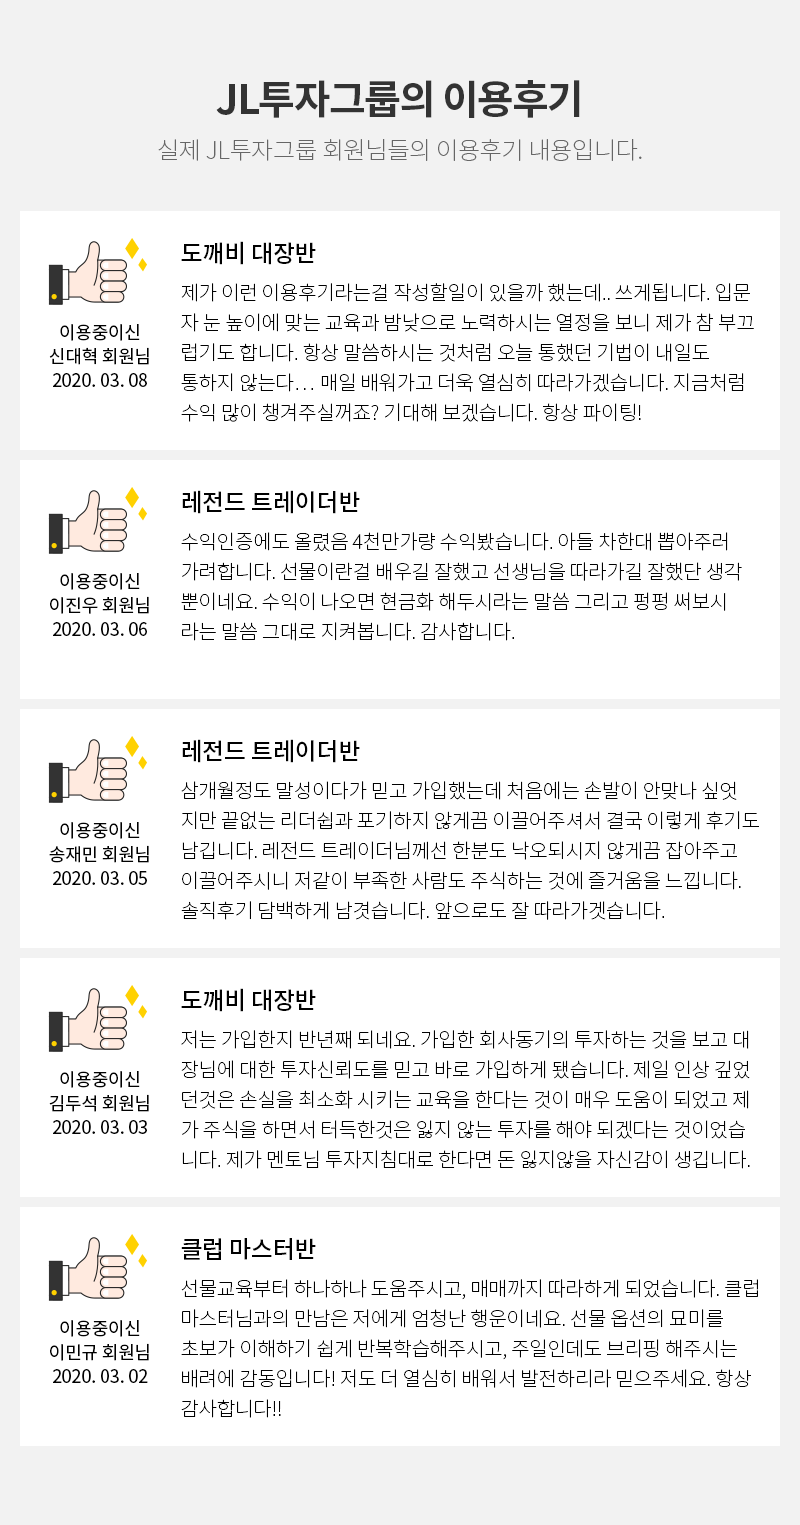 JL투자그룹의 이용후기
실제 JL투자그룹 회원님들의 이용후기 내용입니다.
이용중이신
신대혁 회원님
2020. 03. 08
도깨비 대장반
제가 이런 이용후기라는걸 작성할일이 있을까 했는데.. 쓰게됩니다. 입문
자 눈 높이에 맞는 교육과 밤낮으로 노력하시는 열정을 보니 제가 참 부끄
럽기도 합니다. 항상 말씀하시는 것처럼 오늘 통했던 기법이 내일도
통하지 않는다... 매일 배워가고 더욱 열심히 따라가겠습니다. 지금처럼
수익 많이 챙겨주실꺼죠? 기대해 보겠습니다. 항상 파이팅!
이용중이신
이진우 회원님
2020. 03. 06
레전드 트레이더반
수익인증에도 올렸음 4천만가량 수익봤습니다. 아들 차한대 뽑아주러
가려합니다. 선물이란걸 배우길 잘했고 선생님을 따라가길 잘했단 생각
뿐이네요. 수익이 나오면 현금화 해두시라는 말씀 그리고 펑펑 써보시
라는 말씀 그대로 지켜봅니다. 감사합니다.
이용중이신
송재민 회원님
2020. 03. 05
레전드 트레이더반
삼개월정도 말성이다가 믿고 가입했는데 처음에는 손발이 안맞나 싶엇
지만 끝없는 리더쉽과 포기하지 않게끔 이끌어주셔서 결국 이렇게 후기도
남깁니다. 레전드 트레이더님께선 한분도 낙오되시지 않게끔 잡아주고
이끌어주시니 저같이 부족한 사람도 주식하는 것에 즐거움을 느낍니다.
솔직후기 담백하게 남겻습니다. 앞으로도 잘 따라가겟습니다.
이용중이신
김두석 회원님
2020. 03. 03
도깨비 대장반
저는 가입한지 반년째 되네요. 가입한 회사동기의 투자하는 것을 보고 대
장님에 대한 투자신뢰도를 믿고 바로 가입하게 됐습니다. 제일 인상 깊었
던것은 손실을 최소화 시키는 교육을 한다는 것이 매우 도움이 되었고 제
가 주식을 하면서 터득한것은 잃지 않는 투자를 해야 되겠다는 것이었습
니다. 제가 멘토님 투자지침대로 한다면 돈 잃지않을 자신감이 생깁니다.
이용중이신
이민규 회원님
2020. 03. 02
클럽 마스터반
선물교육부터 하나하나 도움주시고, 매매까지 따라하게 되었습니다. 클럽
마스터님과의 만남은 저에게 엄청난 행운이네요. 선물 옵션의 묘미를
초보가 이해하기 쉽게 반복학습해주시고, 주일인데도 브리핑 해주시는
배려에 감동입니다! 저도 더 열심히 배워서 발전하리라 믿으주세요. 항상
감사합니다!!